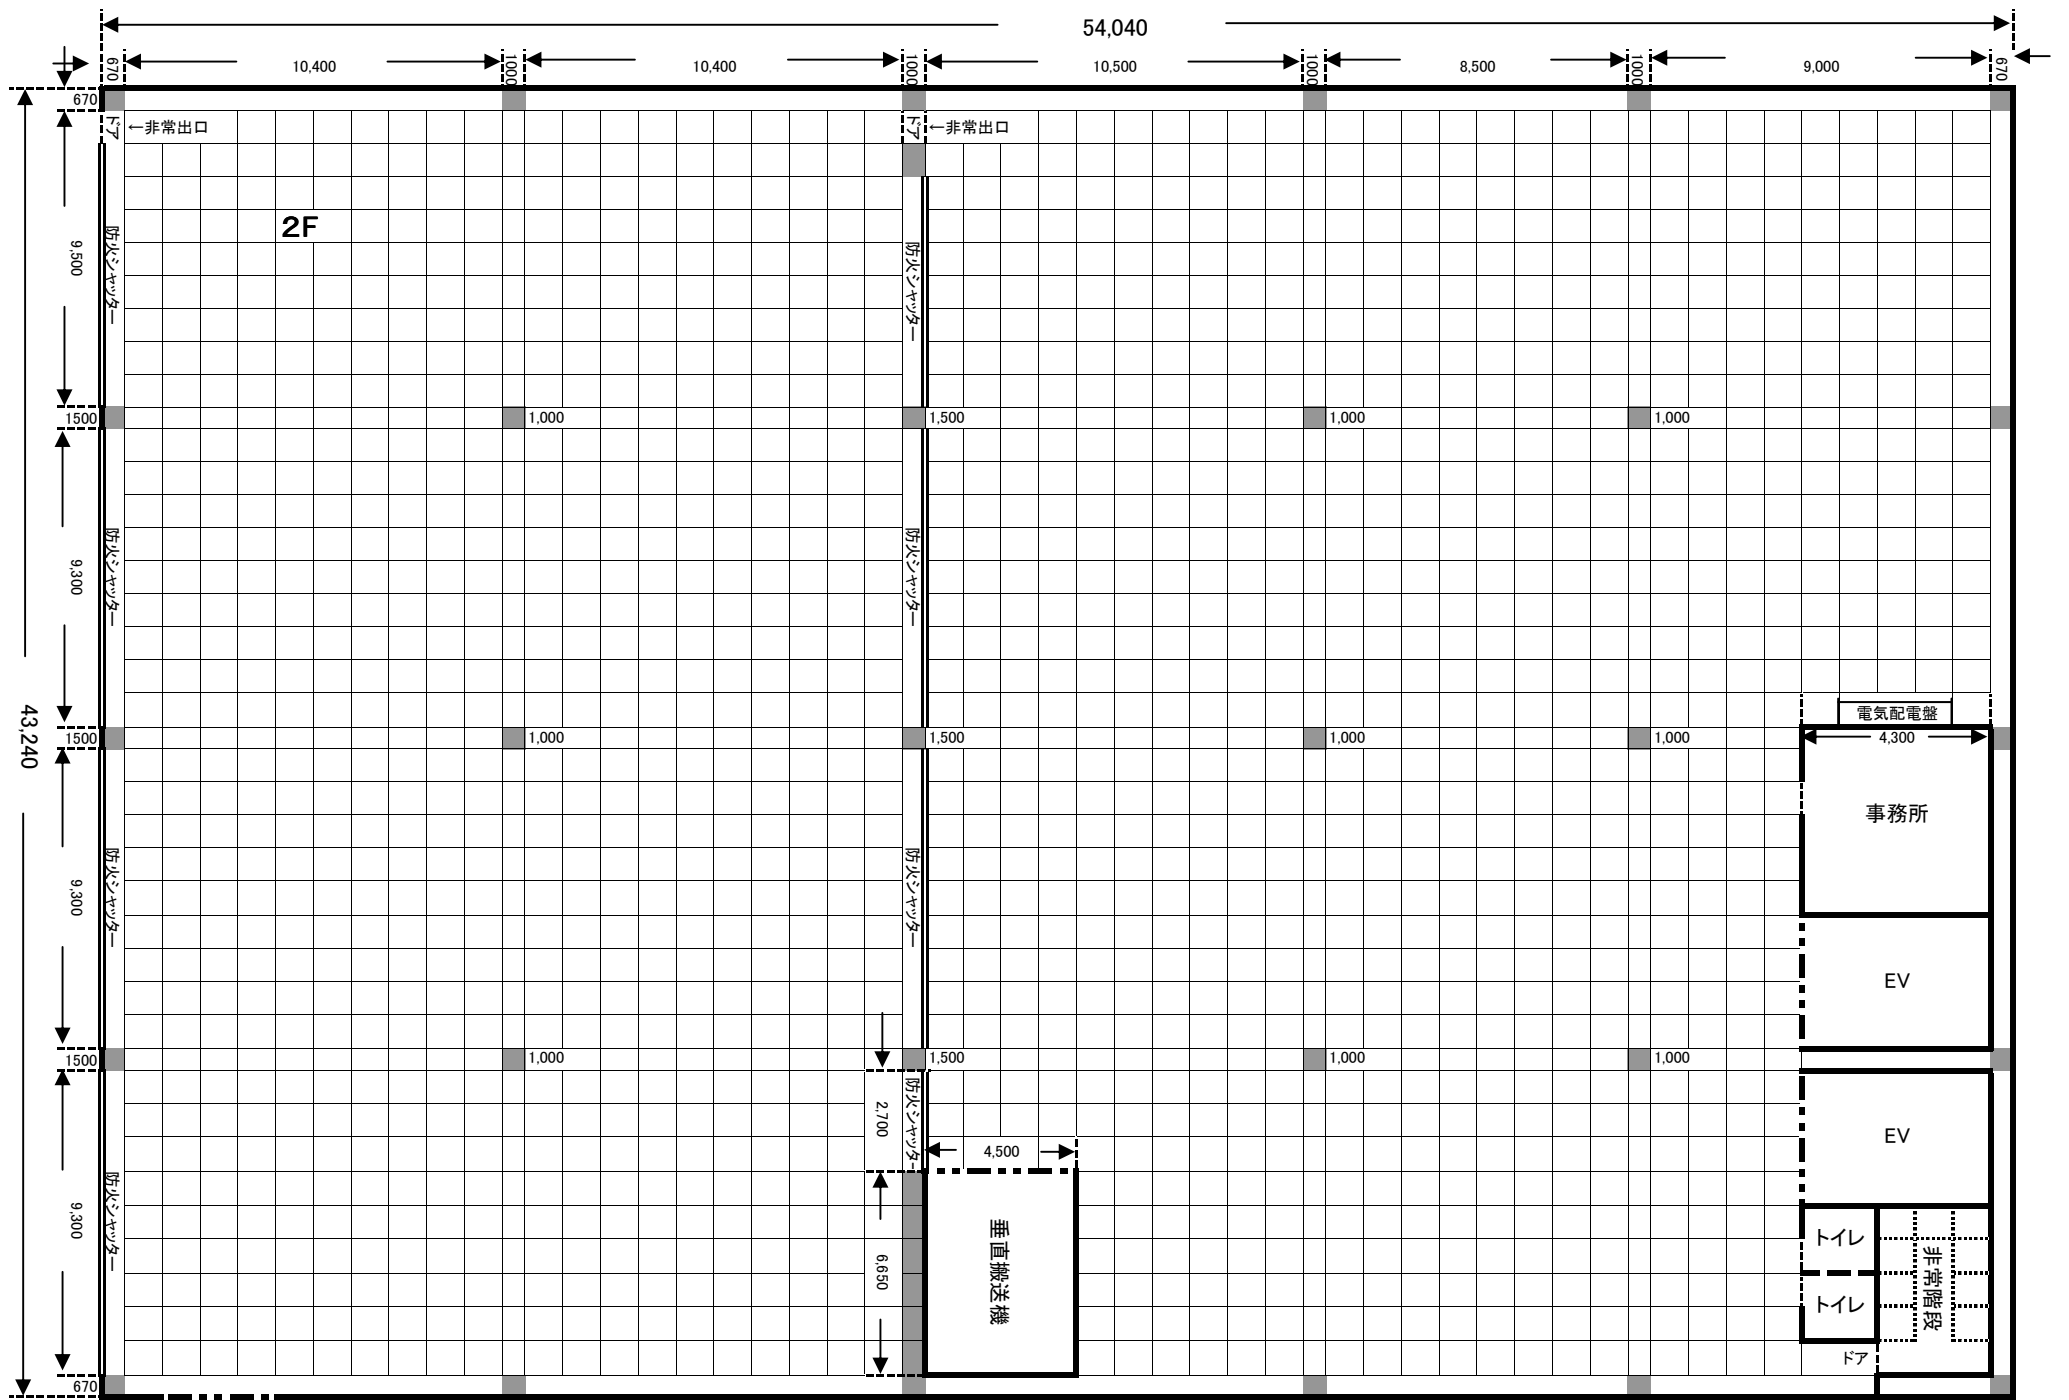 54,040
670
10,400
1000
10,400
1000
10,500
1000
8,500
1000
9,000
670
670
ドア
←非常出口
ドア
←非常出口
2F
9,500
防火シャッター
防火シャッター
1500
1,000
1,500
1,000
1,000
9,300
防火シャッター
防火シャッター
43,240
電気配電盤
1500
1,000
1,500
1,000
1,000
4,300
事務所
9,300
防火シャッター
防火シャッター
EV
1500
1,000
1,500
1,000
1,000
2,700
防火シャッター
EV
4,500
9,300
防火シャッター
6,650
垂直搬送機
トイレ
トイレ
非常階段
ドア
670